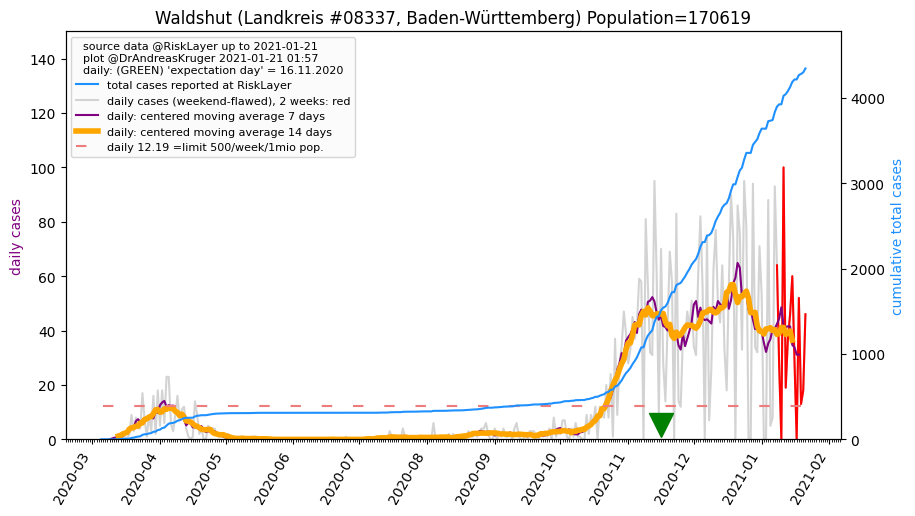 Waldshut (Landkreis #08337, Baden-Württemberg) Population=170619
source data @RiskLayer up to 2021-01-21
plot @DrAndreasKruger 2021-01-21 01:57
daily: (GREEN) 'expectation day' = 16.11.2020
total cases reported at RiskLayer
daily cases (weekend-flawed), 2 weeks: red
daily: centered moving average 7 days
daily: centered moving average 14 days
daily 12.19 =limit 500/week/1mio pop.
daily cases
140
120
100
80
60
40
20
0
cumulative total cases
4000
3000
2000
1000
0
2020-03
2020-04
2020-05
2020-06
2020-07
2020-08
2020-09
2020-10
2020-11
2020-12
2021-01
2021-02